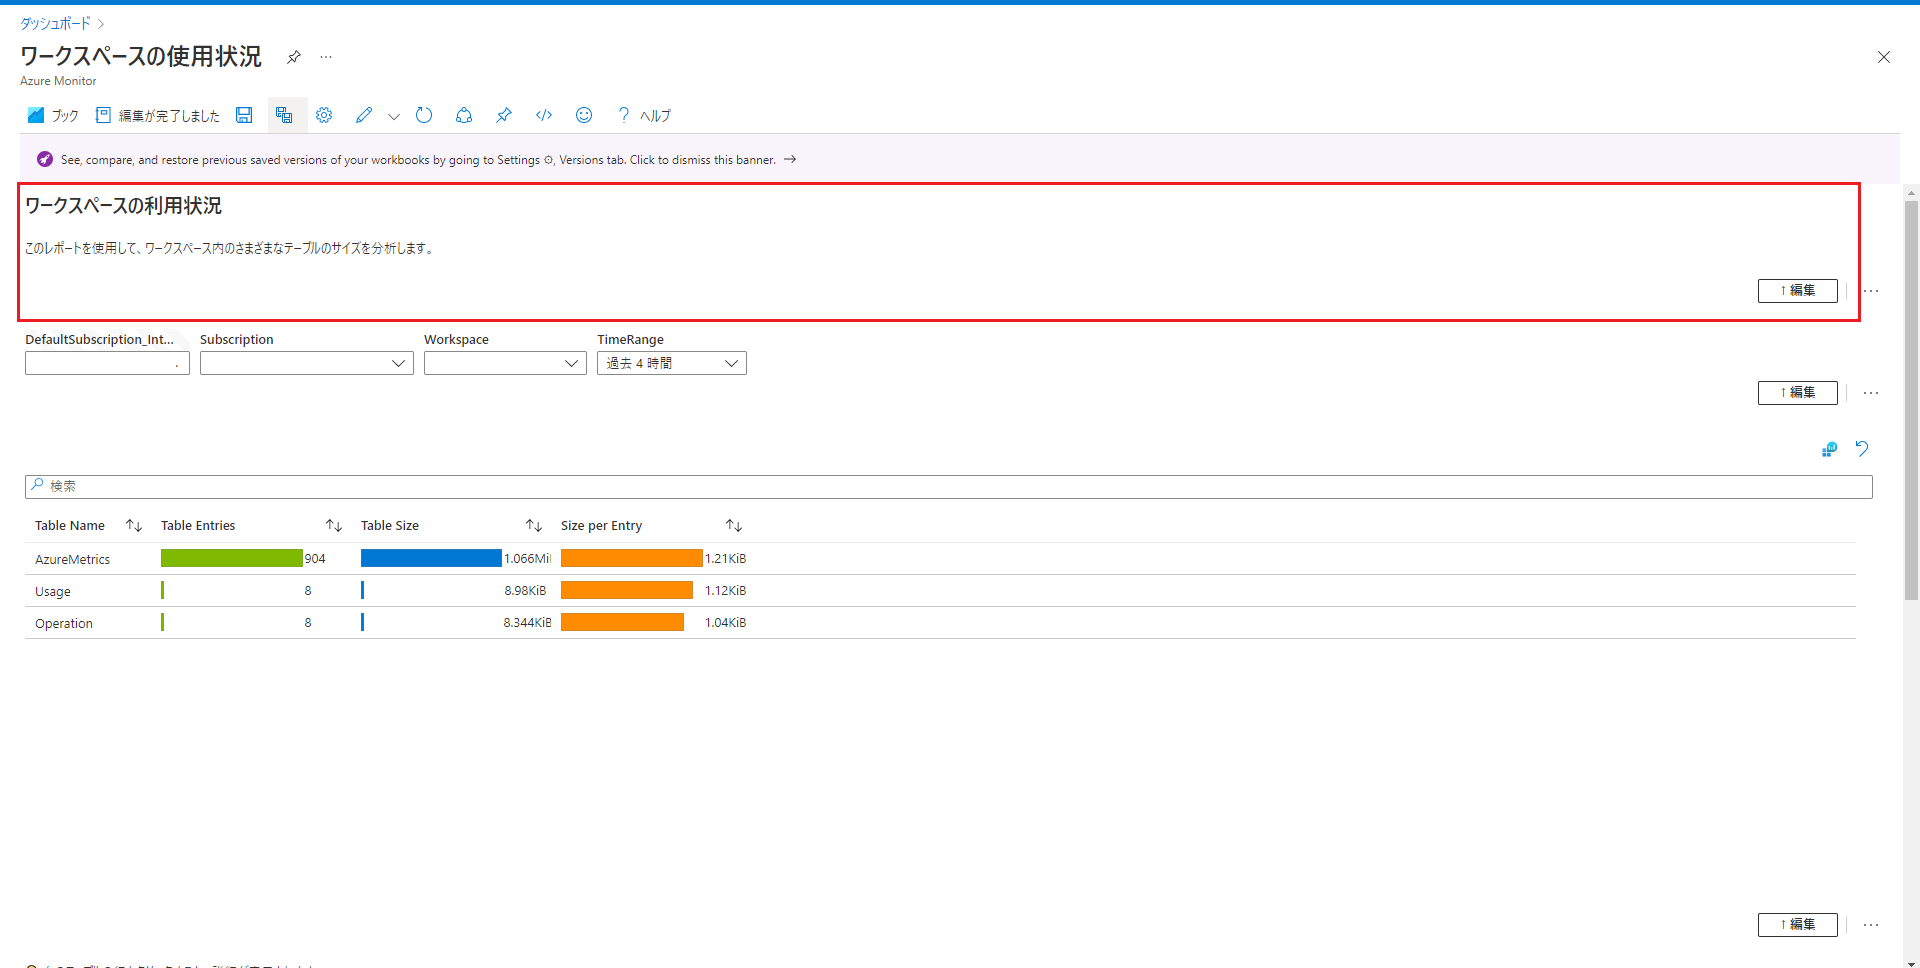 ダッシュボード >
ワークスペースの使用状況 ...
Azure Monitor
ブック 編集が完了しました ? ヘルプ
See, compare, and restore previous saved versions of your workbooks by going to Settings ⚙, Versions tab. Click to dismiss this banner. →
ワークスペースの利用状況
このレポートを使用して、ワークスペース内のさまざまなテーブルのサイズを分析します。
↑ 編集 ...
DefaultSubscription_Int... Subscription Workspace TimeRange
. 過去 4 時間
↑ 編集 ...
検索
Table Name ↑↓ Table Entries ↑↓ Table Size ↑↓ Size per Entry ↑↓
AzureMetrics 904 1.066Mi 1.21KiB
Usage 8 8.98KiB 1.12KiB
Operation 8 8.344KiB 1.04KiB
↑ 編集 ...